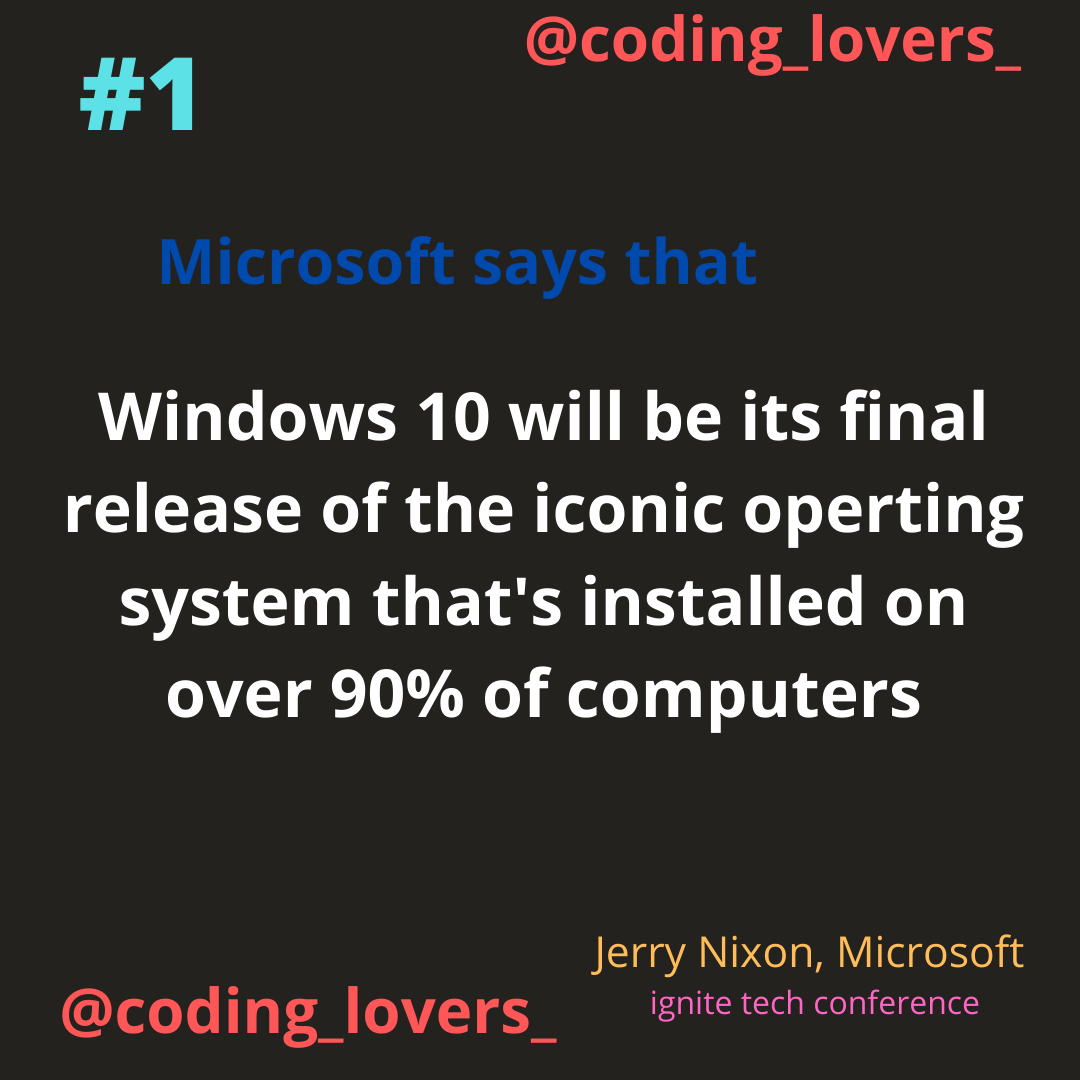 @coding_lovers_
#1
Microsoft says that
Windows 10 will be its final
release of the iconic operting
system that's installed on
over 90% of computers
Jerry Nixon, Microsoft
ignite tech conference
@coding_lovers_